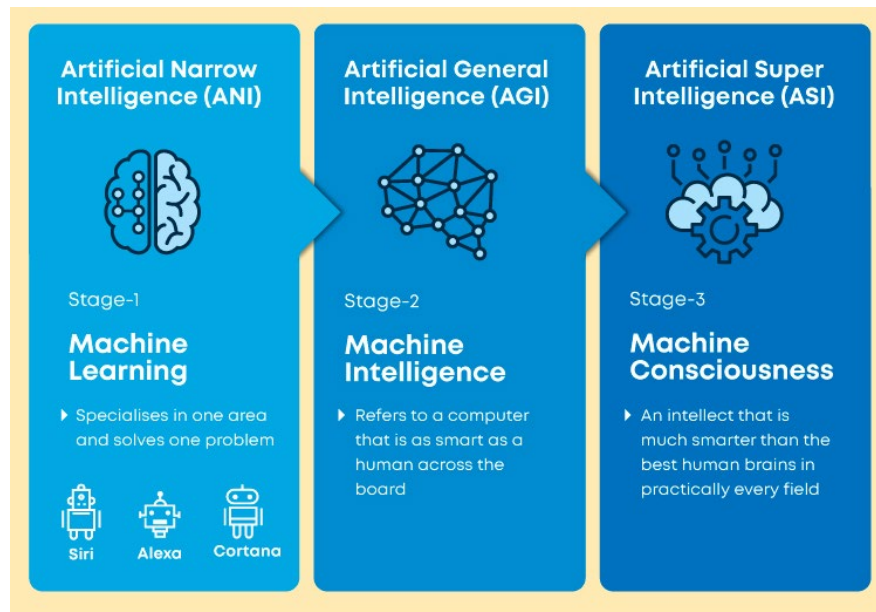 Artificial Narrow
Intelligence (ANI)
Stage-1
Machine
Learning
Specialises in one area
and solves one problem
Siri
Alexa
Cortana
Artificial General
Intelligence (AGI)
Stage-2
Machine
Intelligence
Refers to a computer
that is as smart as a
human across the
board
Artificial Super
Intelligence (ASI)
Stage-3
Machine
Consciousness
An intellect that is
much smarter than the
best human brains in
practically every field